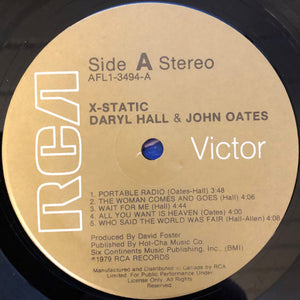 Side A Stereo
AFL1-3494-A
X-STATIC
DARYL HALL & JOHN OATES
RCA
Victor
1. PORTABLE RADIO (Oates-Hall) 3:48
2. THE WOMAN COMES AND GOES (Hall) 4:06
3. WAIT FOR ME (Hall) 4:44
4. ALL YOU WANT IS HEAVEN (Oates) 4:00
5. WHO SAID THE WORLD WAS FAIR (Hall-Allen) 4:08
Produced By David Foster
Published By Hot-Cha Music Co.
Six Continents Music Publishing, Inc., (BMI)
℗1979 RCA RECORDS
Manufactured and Distributed in Canada by RCA
Limited. For Public Performance Under
License Only. All Rights
Reserved.